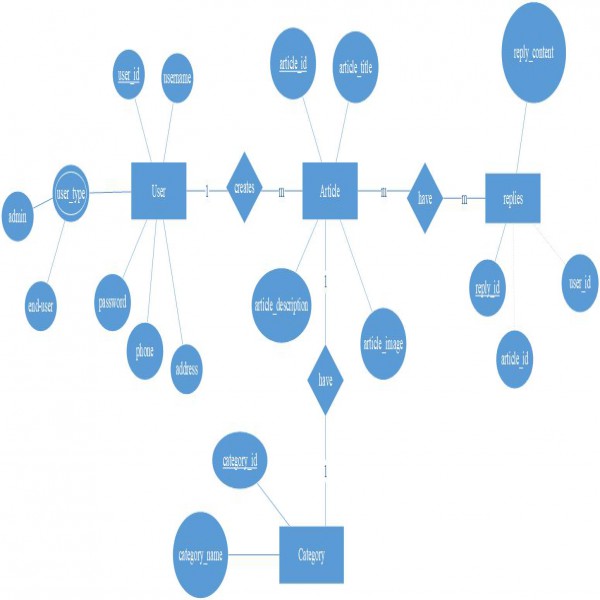 reply_content
article_id
article_title
user_id
username
user_type
User
1
creates
m
Article
m
have
m
replies
admin
end-user
password
phone
address
article_description
1
article_image
reply_id
user_id
article_id
have
1
category_id
category_name
Category